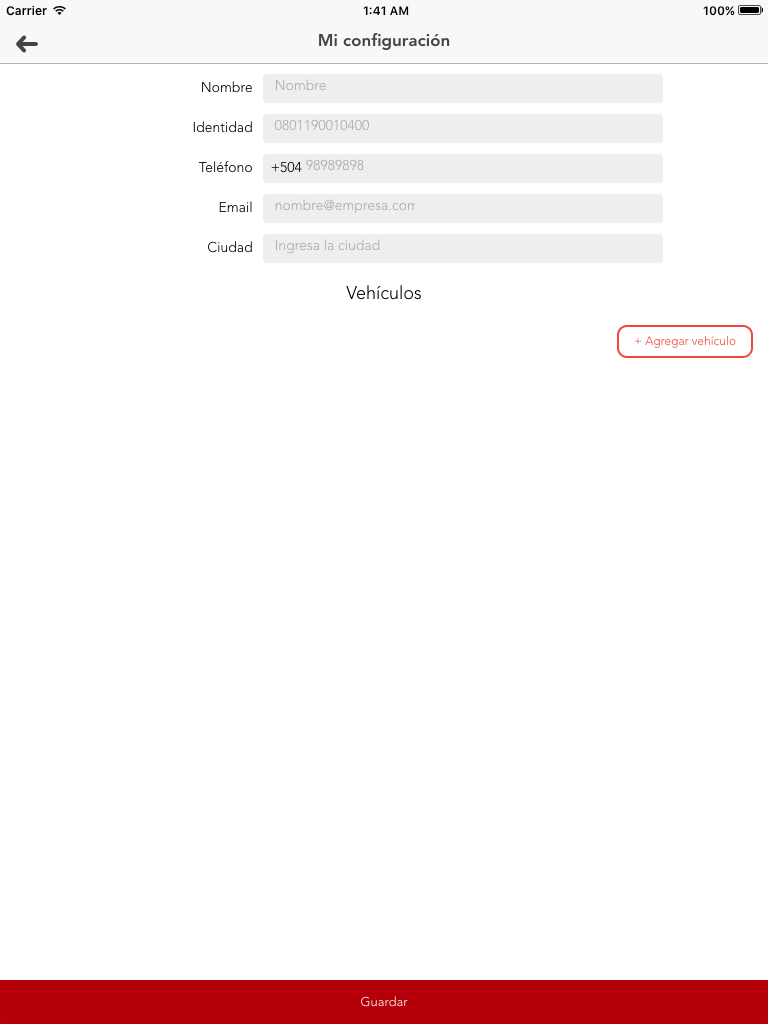 Carrier 1:41 AM 100%
Mi configuración
Nombre Nombre
Identidad 0801190010400
Teléfono +504 98989898
Email nombre@empresa.com
Ciudad Ingresa la ciudad
Vehículos
+ Agregar vehículo
Guardar